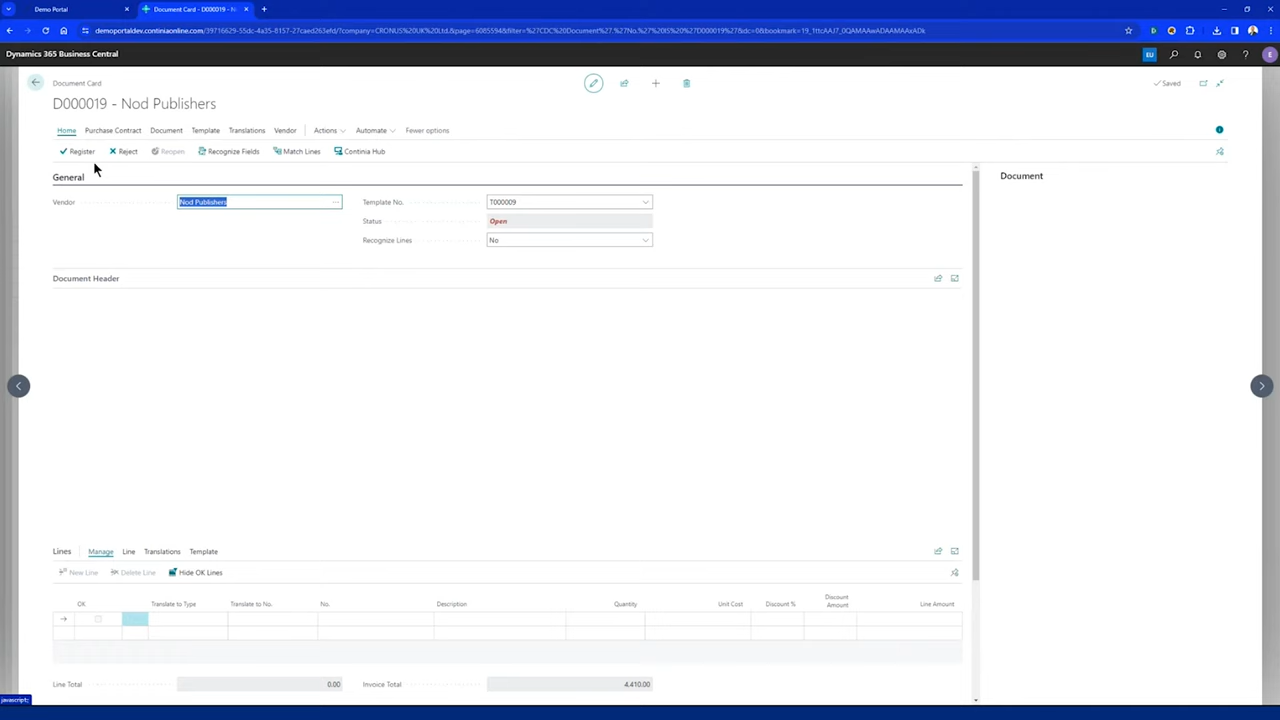 Demo Portal
Document Card - D000019 - N
Dynamics 365 Business Central
EU
E
Document Card
Saved
D000019 - Nod Publishers
Home Purchase Contract Document Template Translations Vendor Actions Automate Fewer options
Register Reject Reopen Recognize Fields Match Lines Continia Hub
General
Document
Vendor Nod Publishers Template No. T000009
Status Open
Recognize Lines No
Document Header
Lines Manage Line Translations Template
New Line Delete Line Hide OK Lines
OK Translate to Type Translate to No. No. Description Quantity Unit Cost Discount % Discount Amount Line Amount
Line Total 0.00 Invoice Total 4,410.00
javascript:;